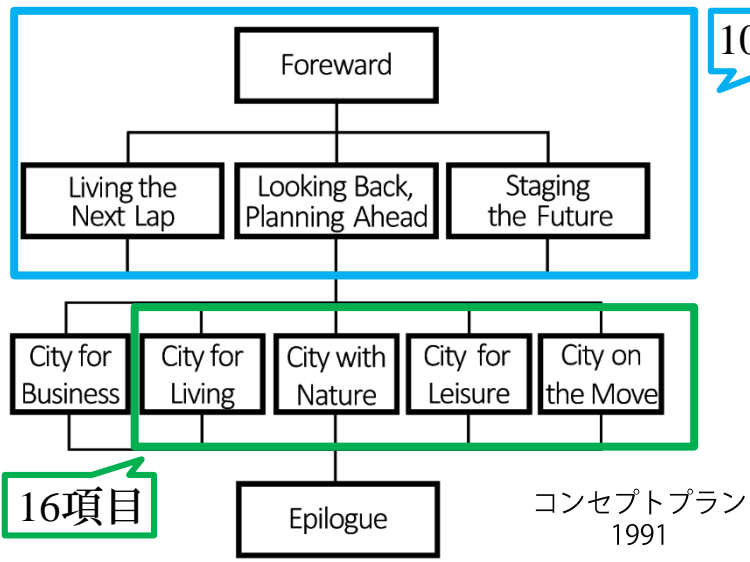 10
Foreward
Living the
Next Lap
Looking Back,
Planning Ahead
Staging
the Future
City for
Business
City for
Living
City with
Nature
City for
Leisure
City on
the Move
16項目
Epilogue
コンセプトプラン
1991